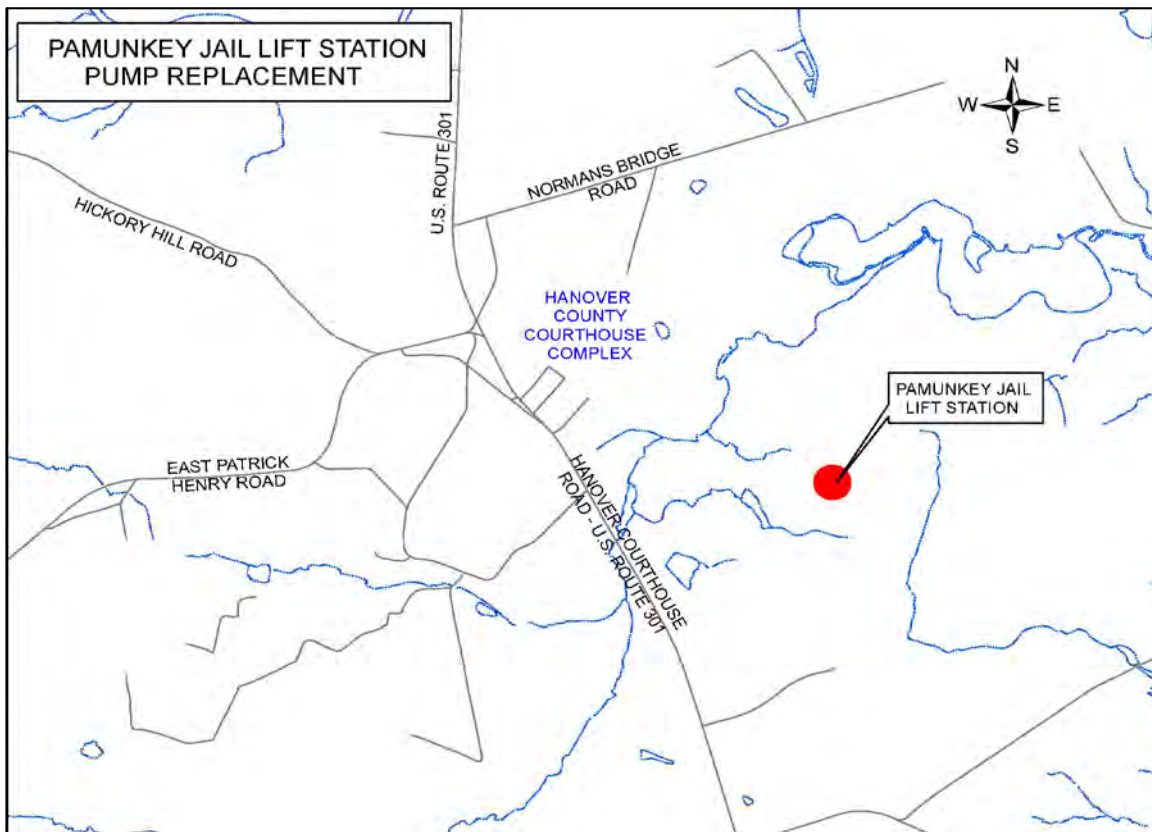 PAMUNKEY JAIL LIFT STATION
PUMP REPLACEMENT
N
W
E
S
U.S. ROUTE 301
NORMANS BRIDGE
ROAD
HICKORY HILL ROAD
HANOVER
COUNTY
COURTHOUSE
COMPLEX
PAMUNKEY JAIL
LIFT STATION
EAST PATRICK
HENRY ROAD
HANOVER COURTHOUSE
ROAD - U.S. ROUTE 301